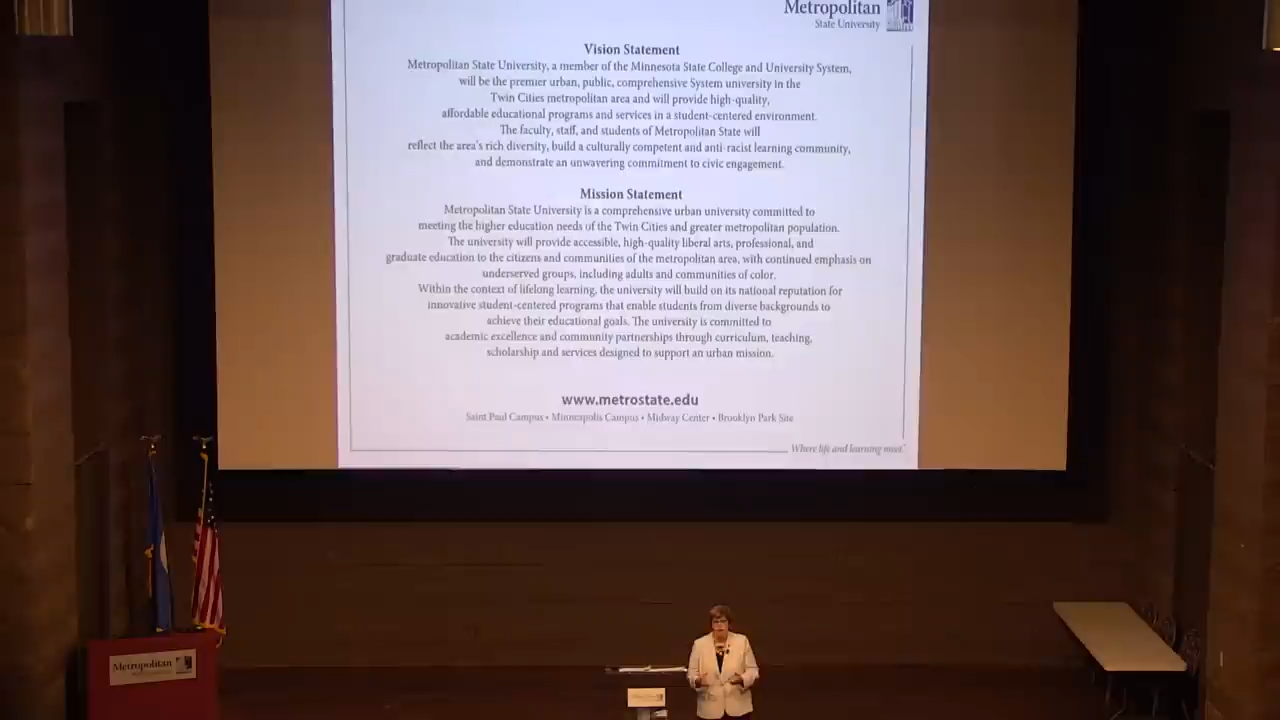 Metropolitan
State University
Vision Statement
Metropolitan State University, a member of the Minnesota State College and University System,
will be the premier urban, public, comprehensive System university in the
Twin Cities metropolitan area and will provide high-quality,
affordable educational programs and services in a student-centered environment.
The faculty, staff, and students of Metropolitan State will
reflect the area's rich diversity, build a culturally competent and anti-racist learning community,
and demonstrate an unwavering commitment to civic engagement.
Mission Statement
Metropolitan State University is a comprehensive urban university committed to
meeting the higher education needs of the Twin Cities and greater metropolitan population.
The university will provide accessible, high-quality liberal arts, professional, and
graduate education to the citizens and communities of the metropolitan area, with continued emphasis on
underserved groups, including adults and communities of color.
Within the context of lifelong learning, the university will build on its national reputation for
innovative student-centered programs that enable students from diverse backgrounds to
achieve their educational goals. The university is committed to
academic excellence and community partnerships through curriculum, teaching,
scholarship and services designed to support an urban mission.
www.metrostate.edu
Saint Paul Campus • Minneapolis Campus • Midway Center • Brooklyn Park Site
Where life and learning meet.
Metropolitan